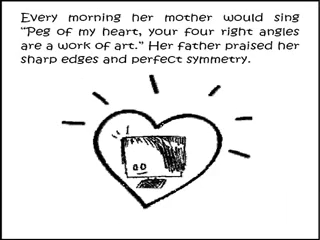 Every morning her mother would sing
“Peg of my heart, your four right angles
are a work of art.” Her father praised her
sharp edges and perfect symmetry.